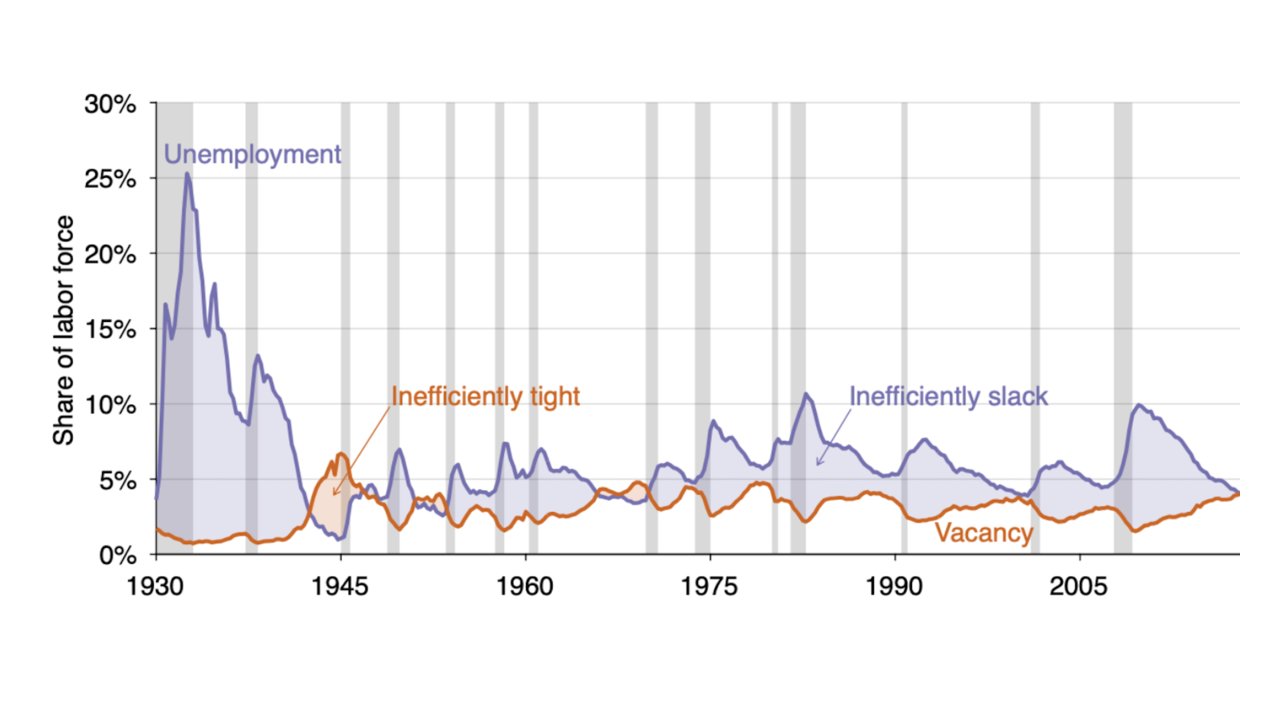 30%
Unemployment
25%
20%
15%
10%
5%
0%
Share of labor force
Inefficiently tight
Inefficiently slack
Vacancy
1930 1945 1960 1975 1990 2005